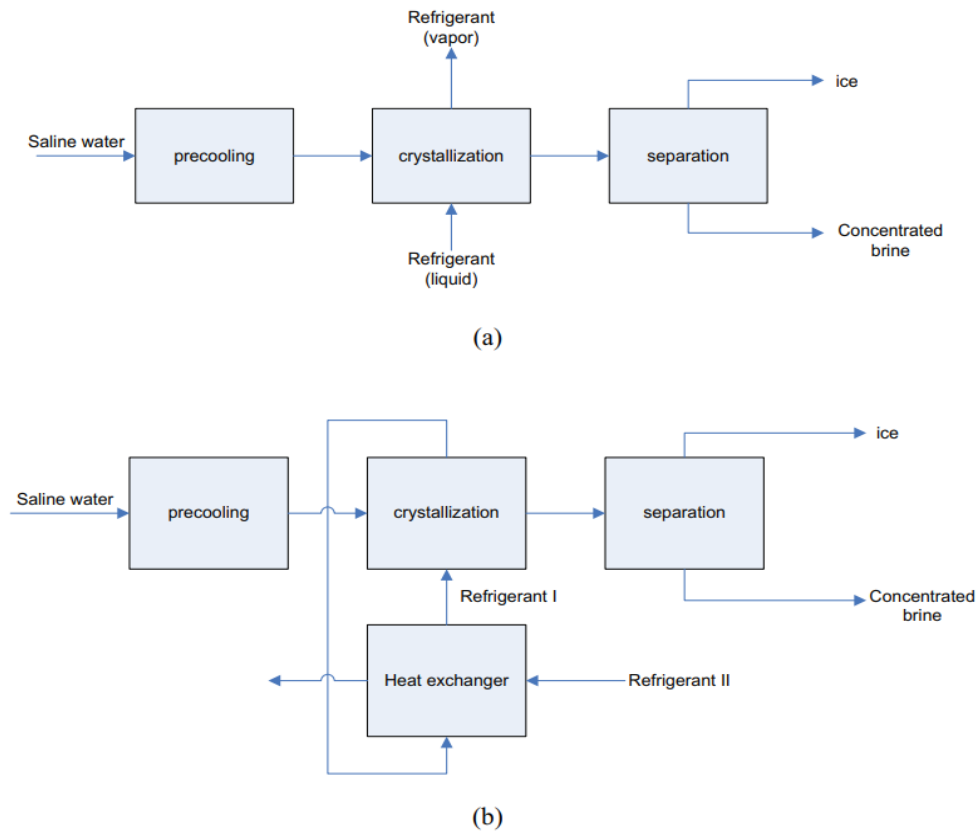 Refrigerant
(vapor)
ice
Saline water
precooling
crystallization
separation
Refrigerant
(liquid)
Concentrated
brine
(a)
ice
Saline water
precooling
crystallization
separation
Refrigerant I
Concentrated
brine
Heat exchanger
Refrigerant II
(b)